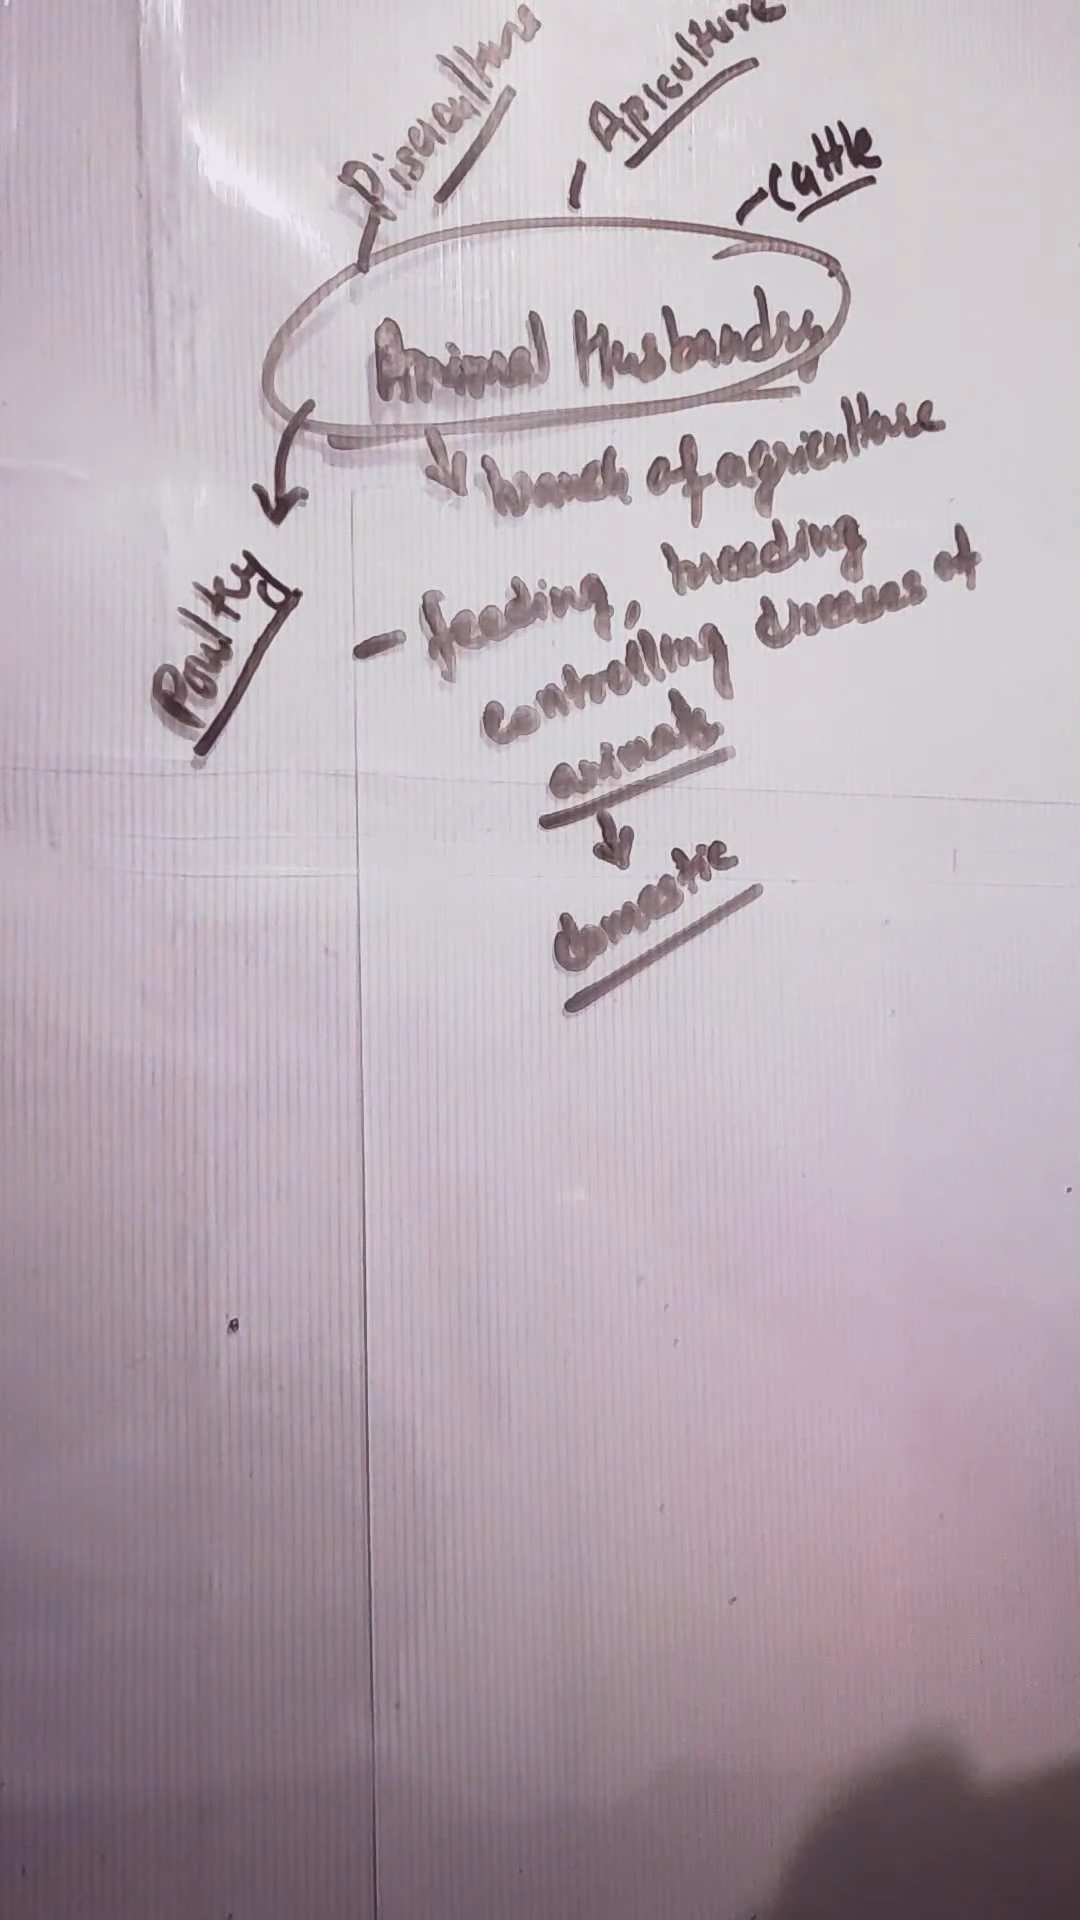 Pisciculture
Apiculture
Cattle
Animal Husbandry
branch of agriculture
Poultry
- feeding, breeding
controlling diseases of
animals
domestic